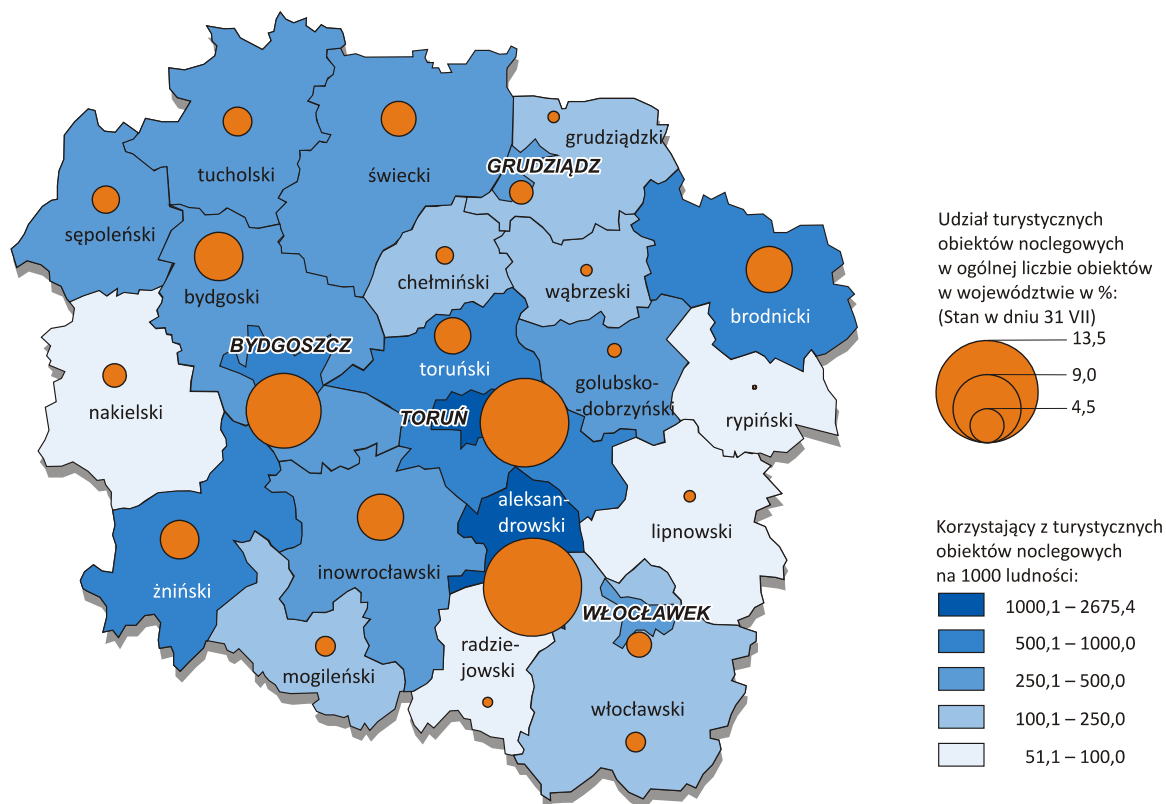 grudziądzki
GRUDZIĄDZ
tucholski
świecki
sępoleński
chełmiński
wąbrzeski
bydgoski
brodnicki
BYDGOSZCZ
toruński
golubsko-
-dobrzyński
nakielski
TORUŃ
rypiński
aleksan-
drowski
lipnowski
inowrocławski
żniński
WŁOCŁAWEK
radzie-
jowski
mogileński
włocławski
Udział turystycznych
obiektów noclegowych
w ogólnej liczbie obiektów
w województwie w %:
(Stan w dniu 31 VII)
13,5
9,0
4,5
Korzystający z turystycznych
obiektów noclegowych
na 1000 ludności:
1000,1 – 2675,4
500,1 – 1000,0
250,1 – 500,0
100,1 – 250,0
51,1 – 100,0